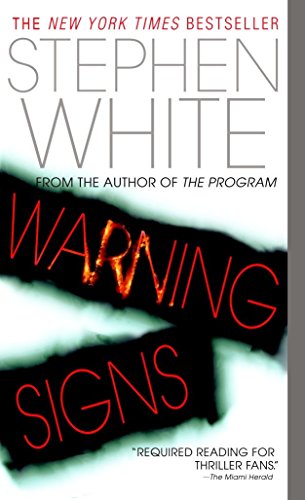 THE NEW YORK TIMES BESTSELLER
STEPHEN
WHITE
FROM THE AUTHOR OF THE PROGRAM
WARNING
SIGNS
"REQUIRED READING FOR
THRILLER FANS."
—The Miami Herald